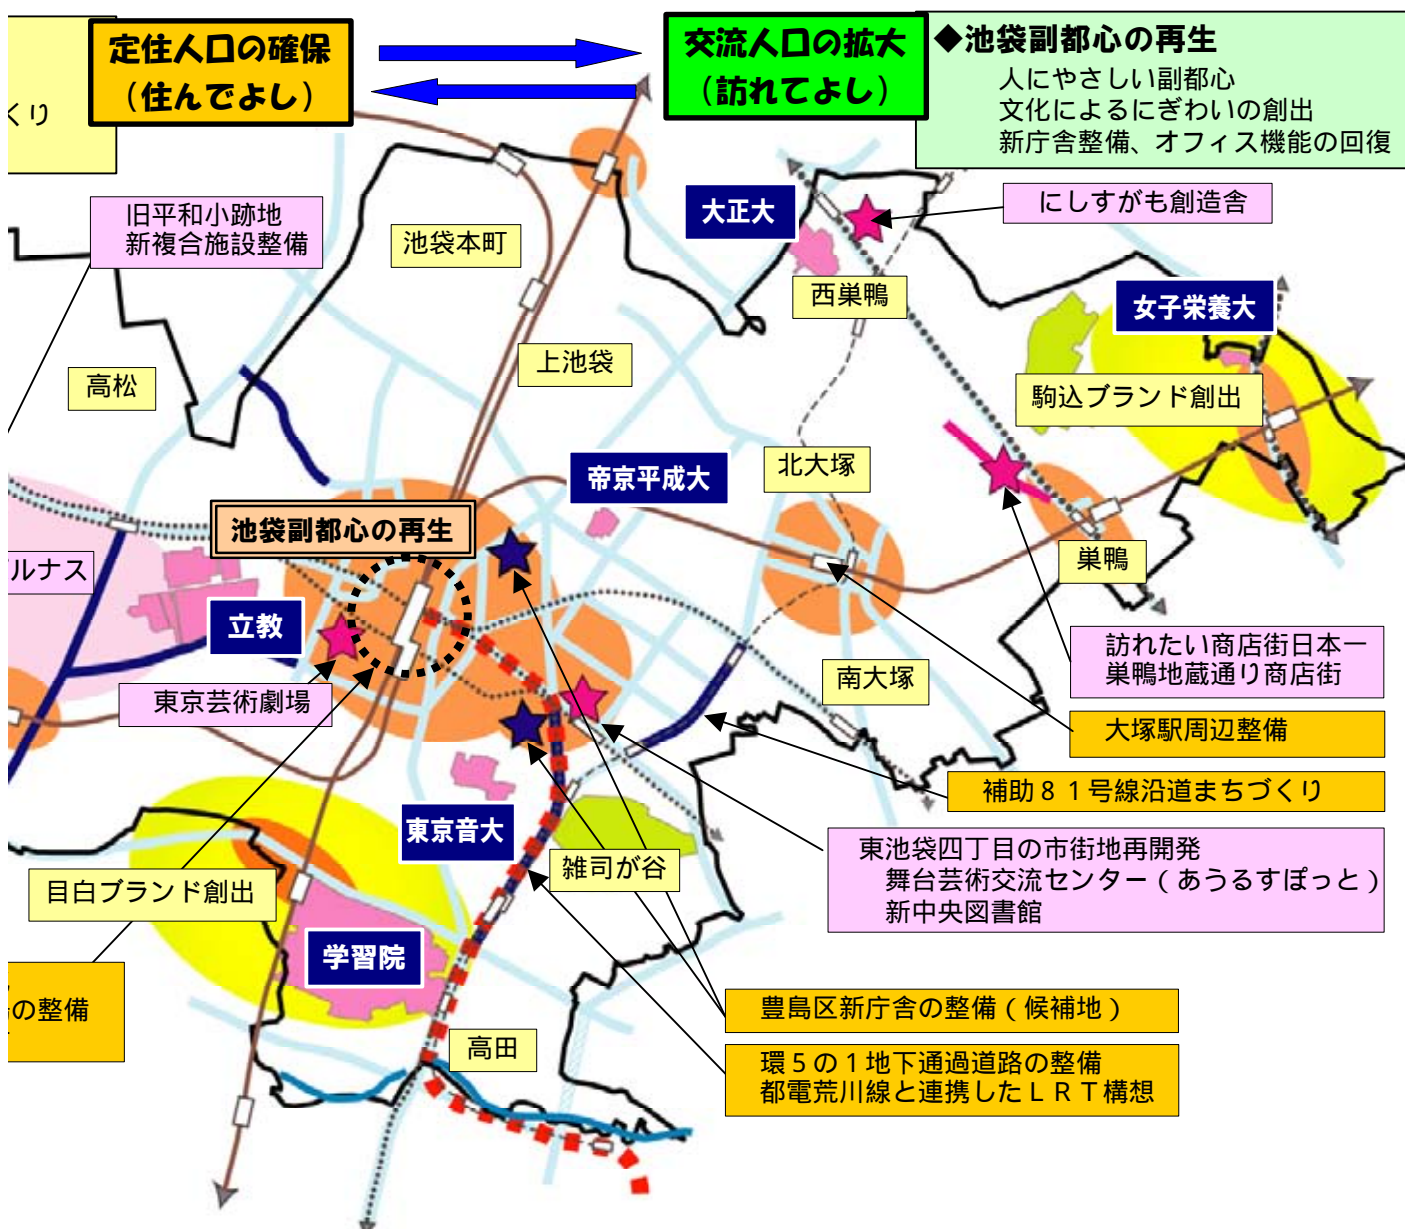 定住人口の確保
（住んでよし）
交流人口の拡大
（訪れてよし）
◆池袋副都心の再生
人にやさしい副都心
文化によるにぎわいの創出
新庁舎整備、オフィス機能の回復
くり
旧平和小跡地
新複合施設整備
池袋本町
大正大
にしすがも創造舎
西巣鴨
女子栄養大
高松
上池袋
駒込ブランド創出
帝京平成大
北大塚
池袋副都心の再生
ルナス
巣鴨
立教
訪れたい商店街日本一
巣鴨地蔵通り商店街
東京芸術劇場
南大塚
大塚駅周辺整備
補助８１号線沿道まちづくり
東京音大
東池袋四丁目の市街地再開発
舞台芸術交流センター（あうるすぽっと）
新中央図書館
雑司が谷
目白ブランド創出
学習院
の整備
豊島区新庁舎の整備（候補地）
高田
環５の１地下通過道路の整備
都電荒川線と連携したＬＲＴ構想